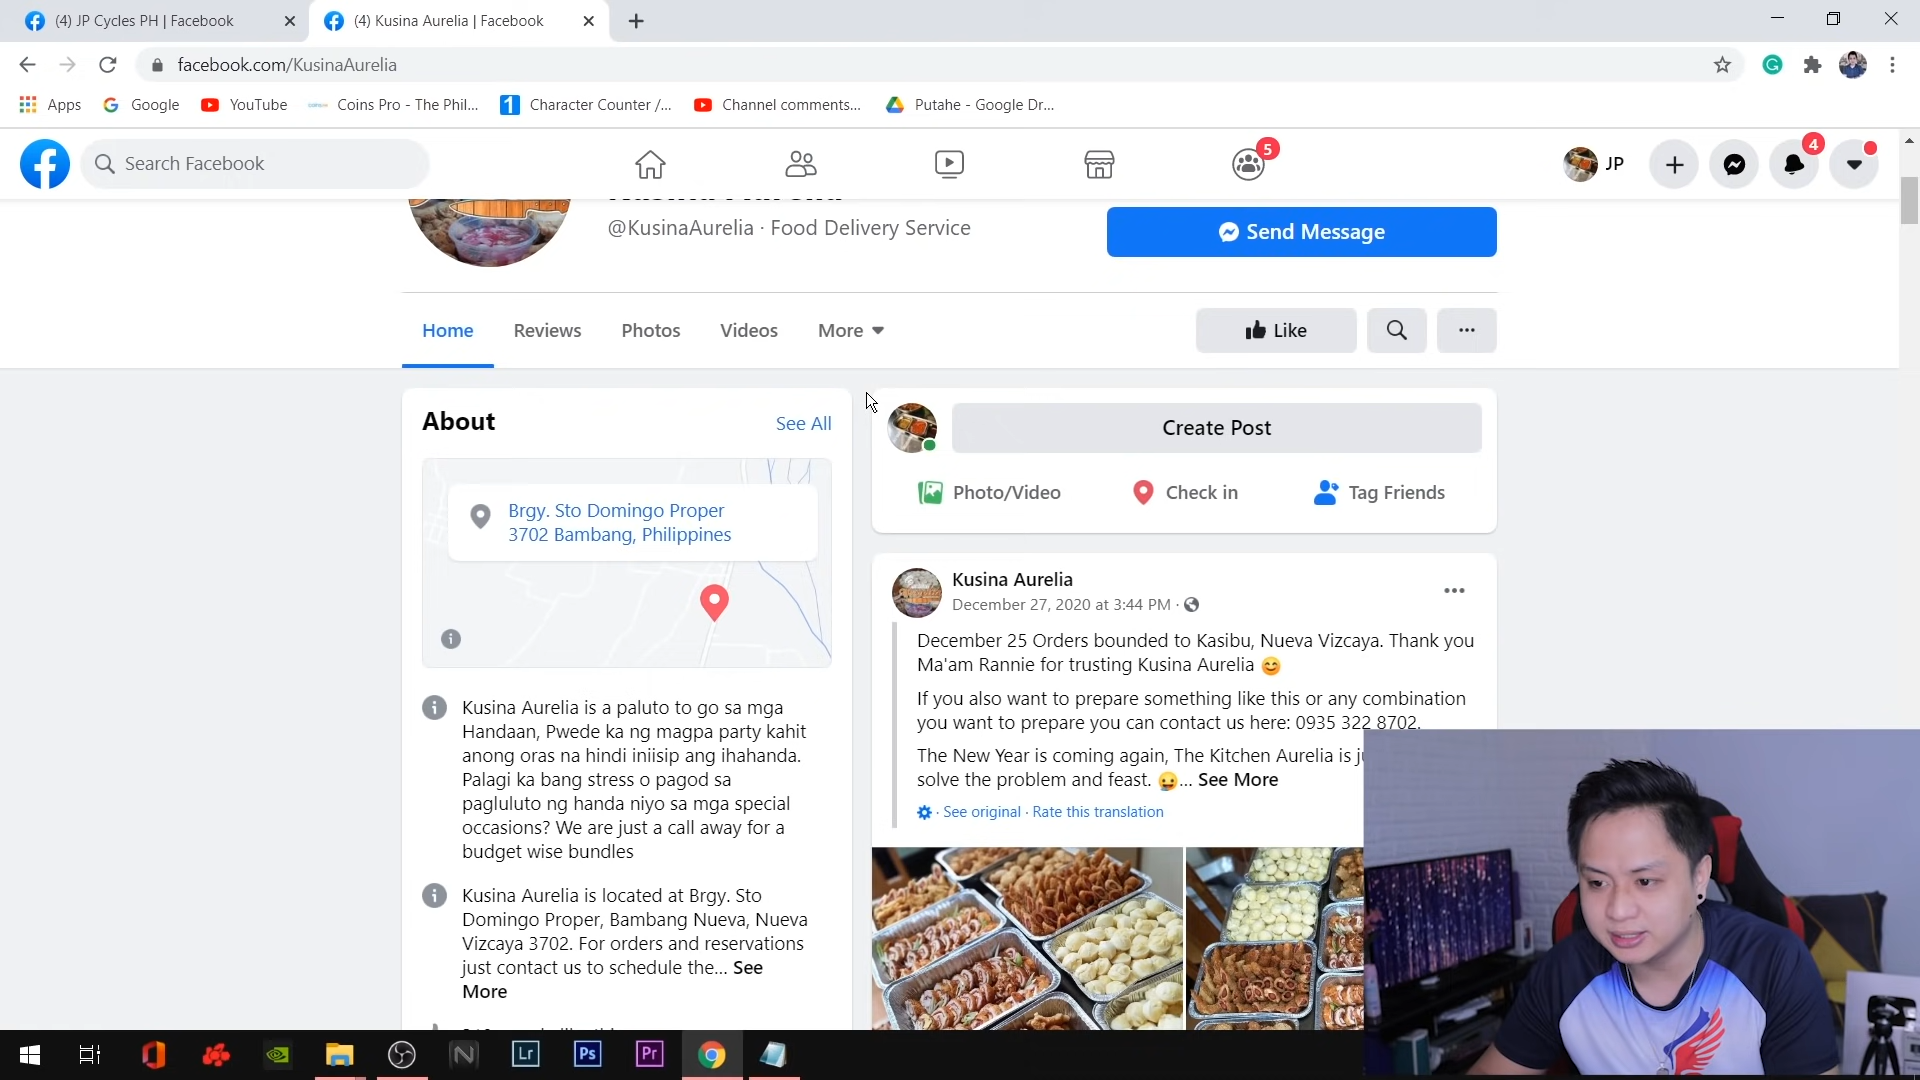 (4) JP Cycles PH | Facebook
(4) Kusina Aurelia | Facebook
facebook.com/KusinaAurelia
Apps
Google
YouTube
Coins Pro - The Phil...
1
Character Counter /...
Channel comments...
Putahe - Google Dr...
Search Facebook
5
JP
4
@KusinaAurelia · Food Delivery Service
Send Message
Home
Reviews
Photos
Videos
More
Like
About
See All
Brgy. Sto Domingo Proper
3702 Bambang, Philippines
Kusina Aurelia is a paluto to go sa mga
Handaan, Pwede ka ng magpa party kahit
anong oras na hindi iniisip ang ihahanda.
Palagi ka bang stress o pagod sa
pagluluto ng handa niyo sa mga special
occasions? We are just a call away for a
budget wise bundles
Kusina Aurelia is located at Brgy. Sto
Domingo Proper, Bambang Nueva, Nueva
Vizcaya 3702. For orders and reservations
just contact us to schedule the... See
More
Create Post
Photo/Video
Check in
Tag Friends
Kusina Aurelia
December 27, 2020 at 3:44 PM ·
December 25 Orders bounded to Kasibu, Nueva Vizcaya. Thank you
Ma'am Rannie for trusting Kusina Aurelia 😊
If you also want to prepare something like this or any combination
you want to prepare you can contact us here: 0935 322 8702.
The New Year is coming again, The Kitchen Aurelia is
solve the problem and feast. 😜... See More
· See original · Rate this translation
Lr
Ps
Pr